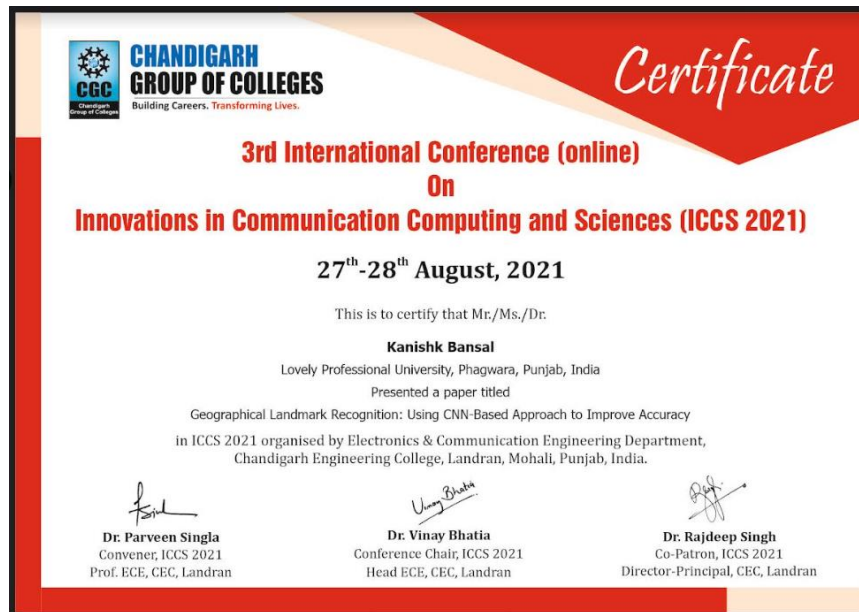 CGC
Chandigarh
Group of Colleges
CHANDIGARH
GROUP OF COLLEGES
Building Careers. Transforming Lives.
Certificate
3rd International Conference (online)
On
Innovations in Communication Computing and Sciences (ICCS 2021)
27th-28th August, 2021
This is to certify that Mr./Ms./Dr.
Kanishk Bansal
Lovely Professional University, Phagwara, Punjab, India
Presented a paper titled
Geographical Landmark Recognition: Using CNN-Based Approach to Improve Accuracy
in ICCS 2021 organised by Electronics & Communication Engineering Department,
Chandigarh Engineering College, Landran, Mohali, Punjab, India.
Vinay Bhatia
Dr. Parveen Singla
Convener, ICCS 2021
Prof. ECE, CEC, Landran
Dr. Vinay Bhatia
Conference Chair, ICCS 2021
Head ECE, CEC, Landran
Dr. Rajdeep Singh
Co-Patron, ICCS 2021
Director-Principal, CEC, Landran